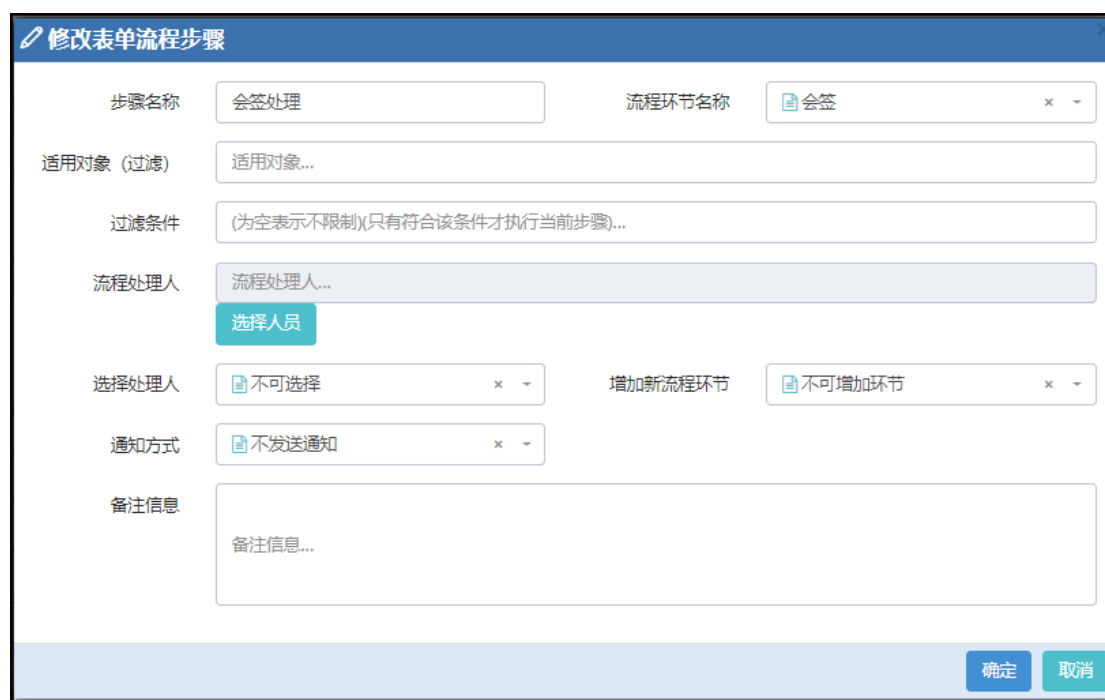 修改表单流程步骤
步骤名称 会签处理 流程环节名称 会签
适用对象（过滤） 适用对象...
过滤条件 (为空表示不限制)(只有符合该条件才执行当前步骤)...
流程处理人 流程处理人...
选择人员
选择处理人 不可选择 增加新流程环节 不可增加环节
通知方式 不发送通知
备注信息 备注信息...
确定 取消